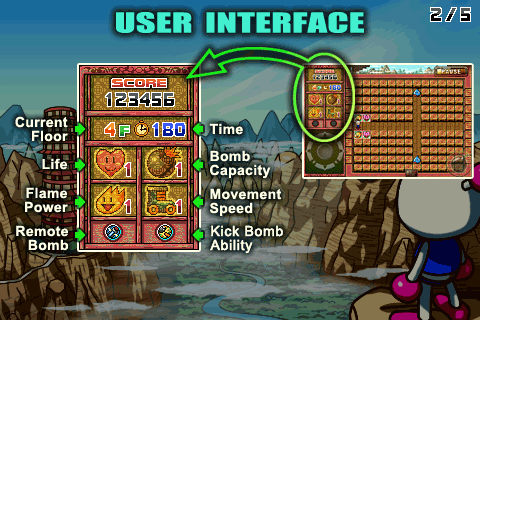 USER INTERFACE
2/5
SCORE
123456
Current
Floor
4F 180
Time
Life
1
1
Bomb
Capacity
Flame
Power
1
1
Movement
Speed
Remote
Bomb
Kick Bomb
Ability
PAUSE